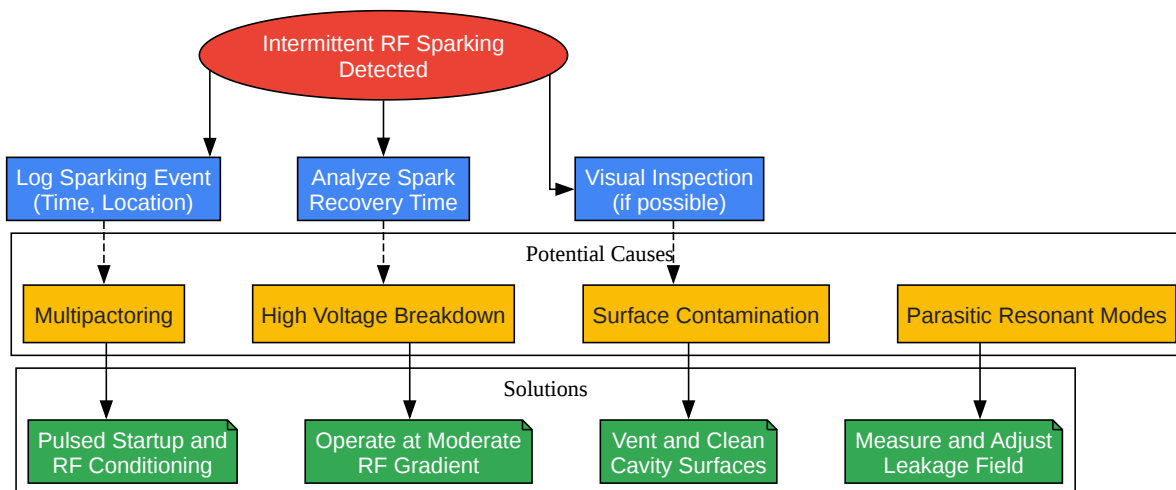 Intermittent RF Sparking
Detected
Log Sparking Event
(Time, Location)
Analyze Spark
Recovery Time
Visual Inspection
(if possible)
Potential Causes
Multipactoring
High Voltage Breakdown
Surface Contamination
Parasitic Resonant Modes
Solutions
Pulsed Startup and
RF Conditioning
Operate at Moderate
RF Gradient
Vent and Clean
Cavity Surfaces
Measure and Adjust
Leakage Field